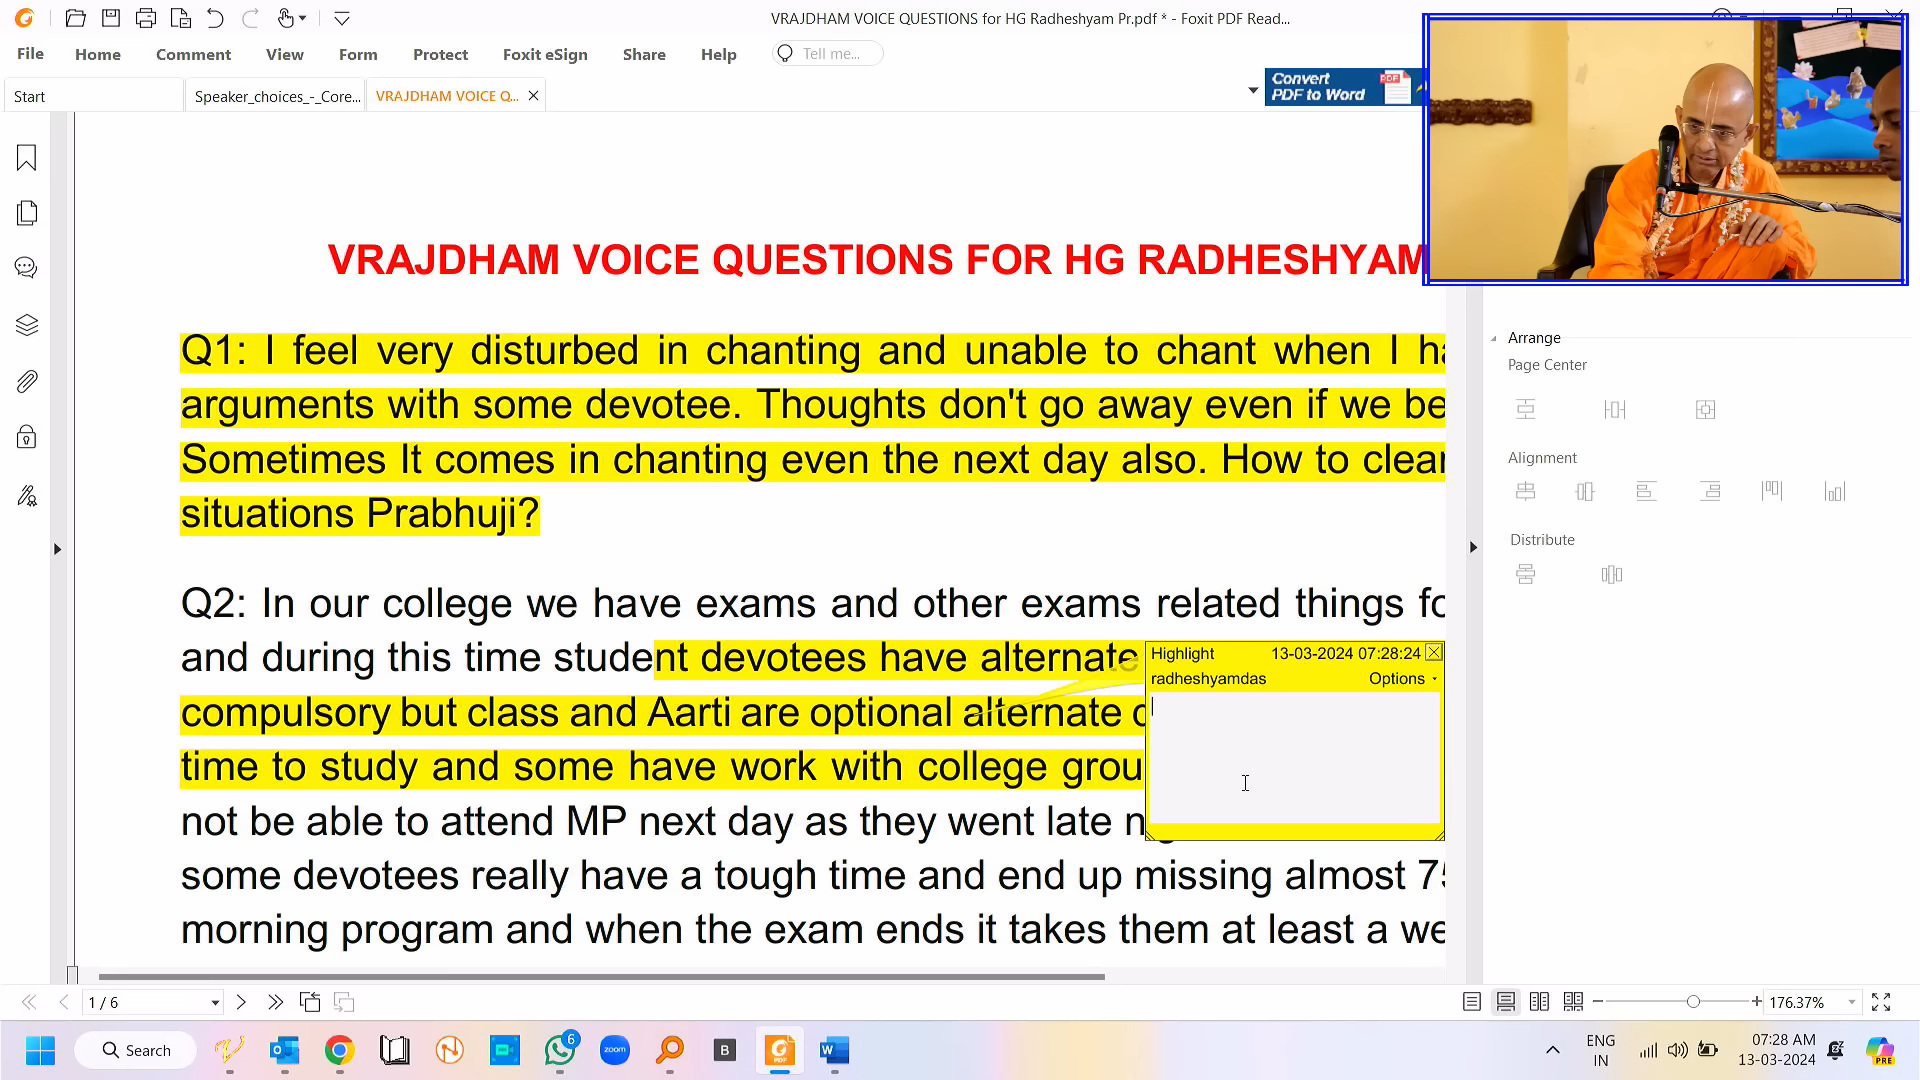 VRAJDHAM VOICE QUESTIONS for HG Radheshyam Pr.pdf * - Foxit PDF Read...
File Home Comment View Form Protect Foxit eSign Share Help Tell me...
Start Speaker_choices_-_Core... VRAJDHAM VOICE Q...
Convert
PDF to Word
PDF
VRAJDHAM VOICE QUESTIONS FOR HG RADHESHYAM
Q1: I feel very disturbed in chanting and unable to chant when I ha
arguments with some devotee. Thoughts don't go away even if we be
Sometimes It comes in chanting even the next day also. How to clear
situations Prabhuji?
Q2: In our college we have exams and other exams related things fo
and during this time student devotees have alternate
compulsory but class and Aarti are optional alternate d
time to study and some have work with college grou
not be able to attend MP next day as they went late n
some devotees really have a tough time and end up missing almost 75
morning program and when the exam ends it takes them at least a we
Highlight 13-03-2024 07:28:24
radheshyamdas Options
Arrange
Page Center
Alignment
Distribute
1 / 6
176.37%
Search
6
zoom
B
PDF
W
ENG
IN
07:28 AM
13-03-2024
PRE